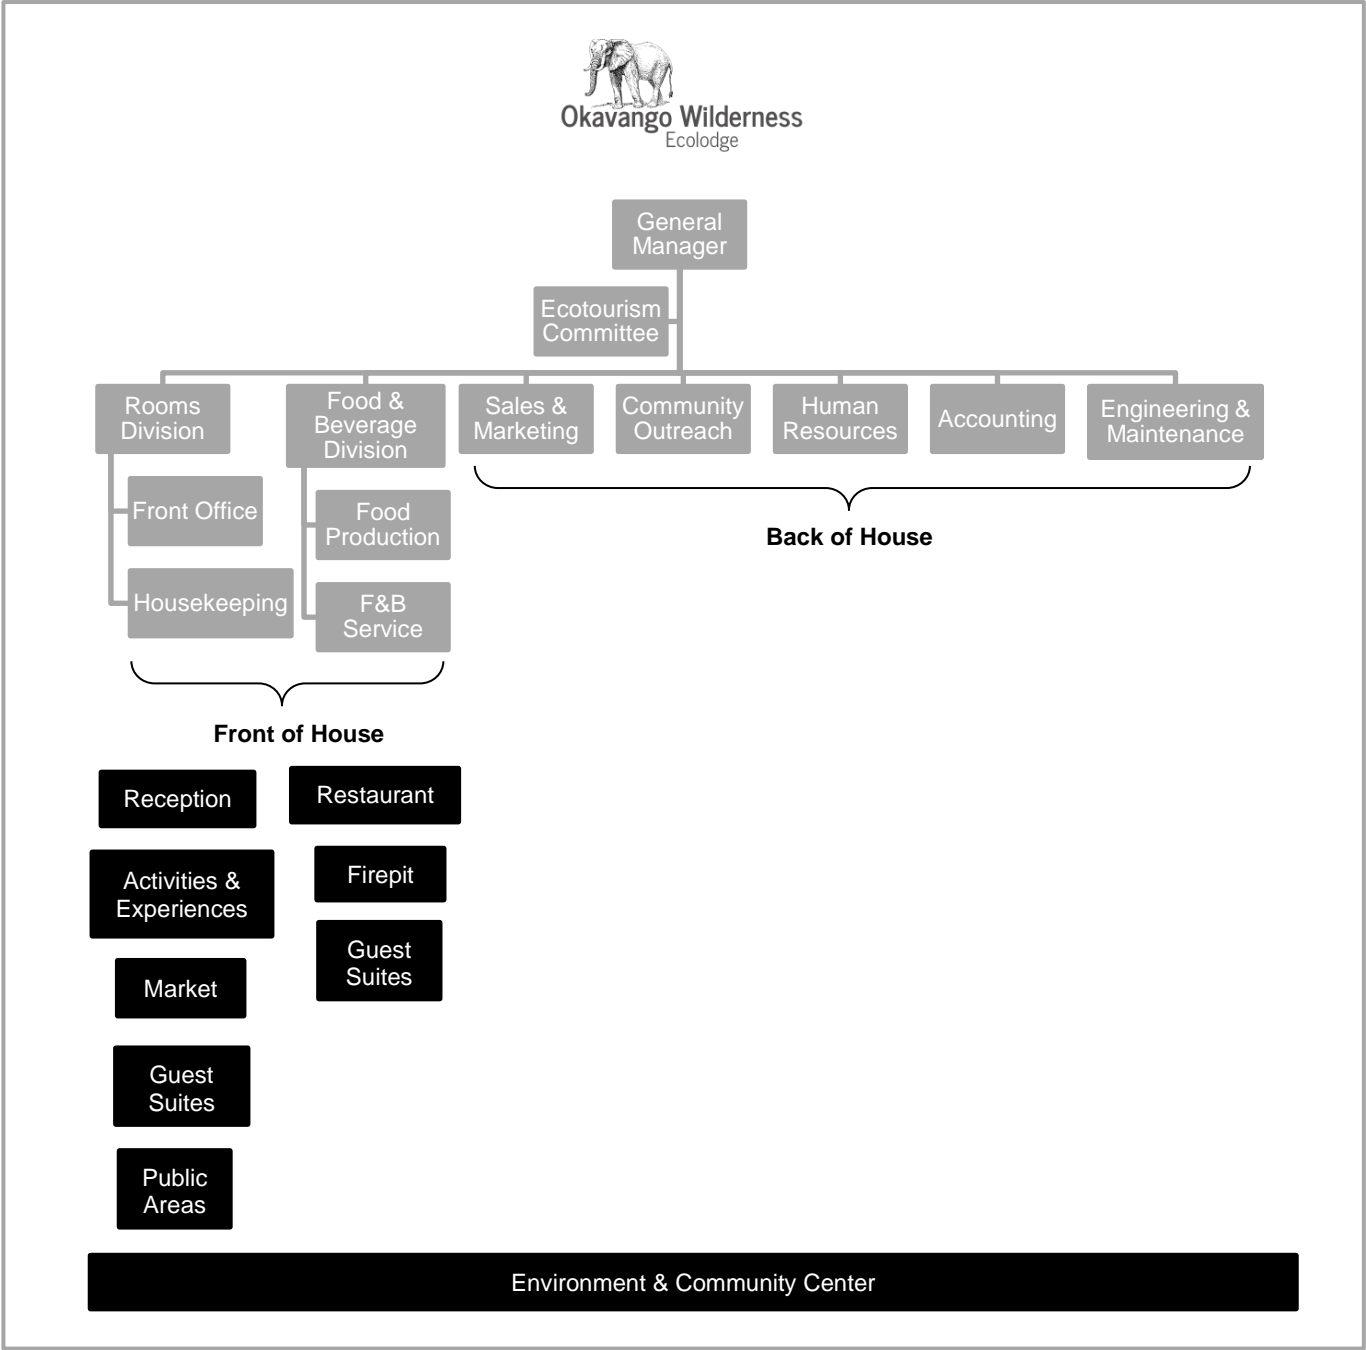 Okavango Wilderness
Ecolodge
General
Manager
Ecotourism
Committee
Rooms
Division
Food &
Beverage
Division
Sales &
Marketing
Community
Outreach
Human
Resources
Accounting
Engineering &
Maintenance
Front Office
Housekeeping
Food
Production
F&B
Service
Back of House
Front of House
Reception
Activities &
Experiences
Market
Guest
Suites
Public
Areas
Restaurant
Firepit
Guest
Suites
Environment & Community Center